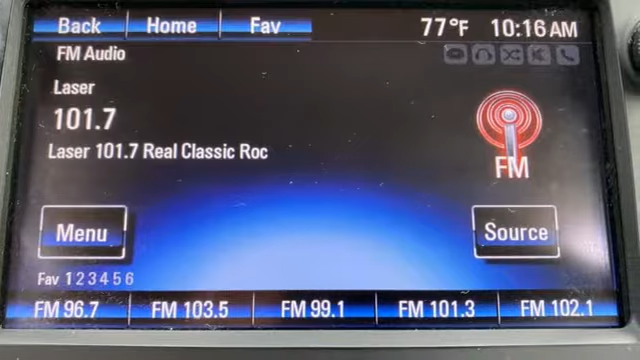 Back Home Fav 77°F 10:16 AM
FM Audio
Laser
101.7
Laser 101.7 Real Classic Roc
FM
Menu Source
Fav 1 2 3 4 5 6
FM 96.7 FM 103.5 FM 99.1 FM 101.3 FM 102.1